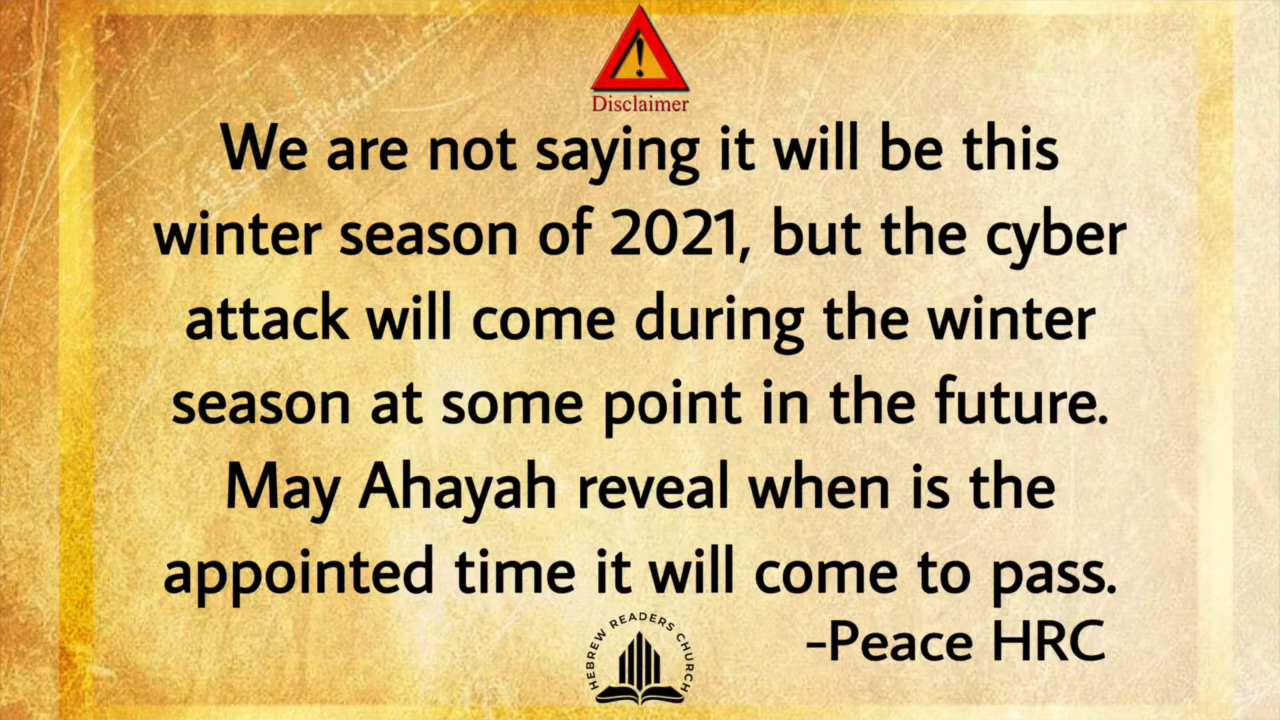 Disclaimer
We are not saying it will be this
winter season of 2021, but the cyber
attack will come during the winter
season at some point in the future.
May Ahayah reveal when is the
appointed time it will come to pass.
-Peace HRC
HEBREW READERS CHURCH